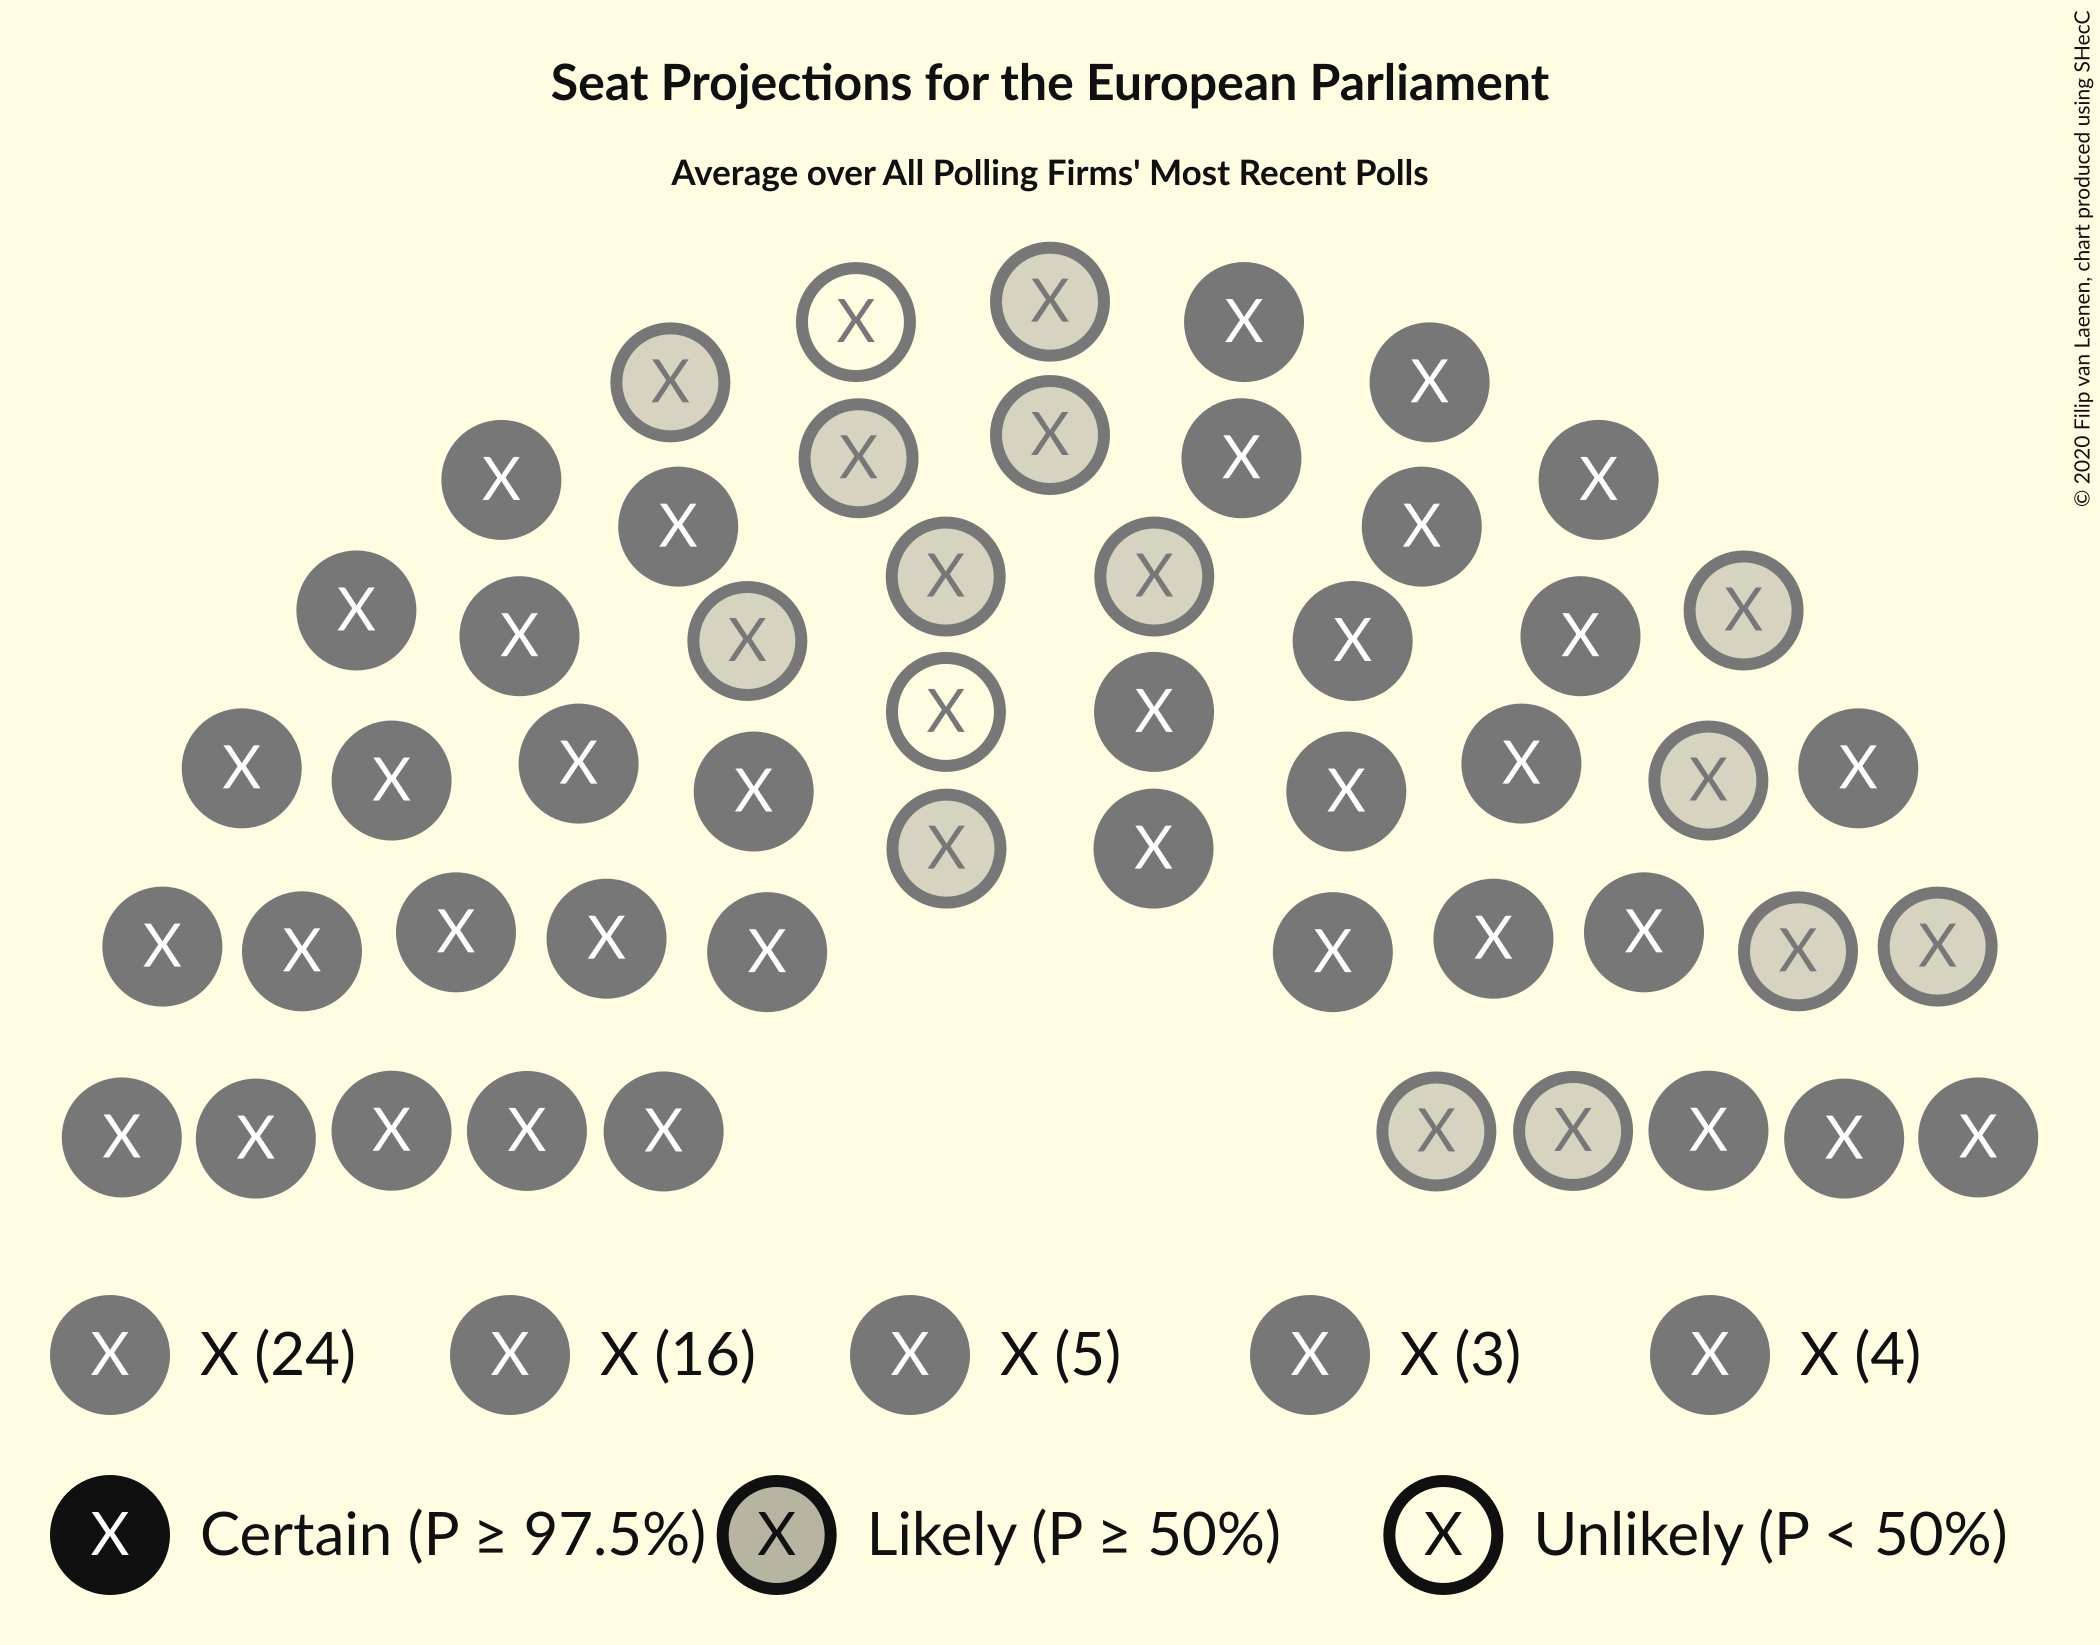 Seat Projections for the European Parliament
Average over All Polling Firms' Most Recent Polls
© 2020 Filip van Laenen, chart produced using SHecC
X X X
X X
X X X
X X
X X
X X
X X
X X X X
X X
X X X X X X X X
X X
X X X X X X X X X X
X X X X X X X X X X
X X (24) X X (16) X X (5) X X (3) X X (4)
X Certain (P ≥ 97.5%) X Likely (P ≥ 50%) X Unlikely (P < 50%)